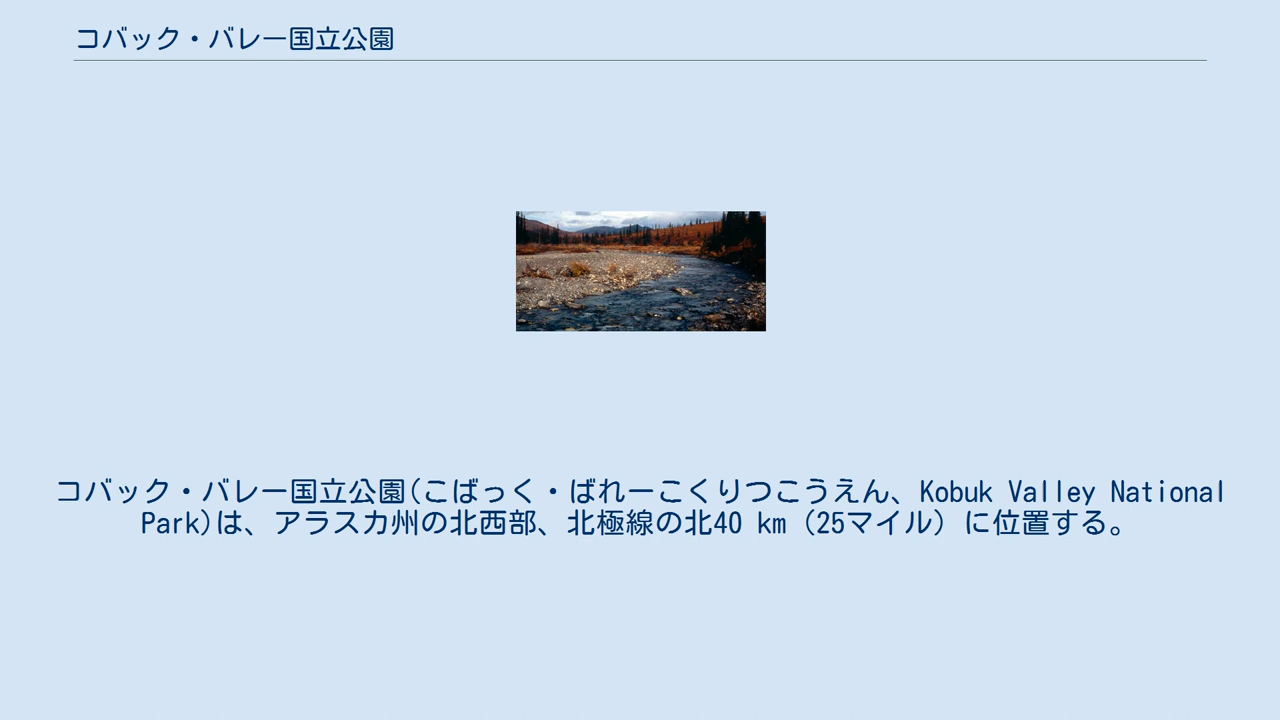 コバック・バレー国立公園
コバック・バレー国立公園(こばっく・ばれーこくりつこうえん、Kobuk Valley National
Park)は、アラスカ州の北西部、北極線の北40 km (25マイル) に位置する。